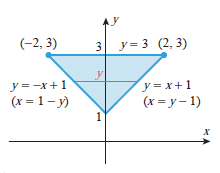 y
(−2, 3)
3
y = 3
(2, 3)
y
y = −x + 1
(x = 1 − y)
y = x + 1
(x = y − 1)
1
x